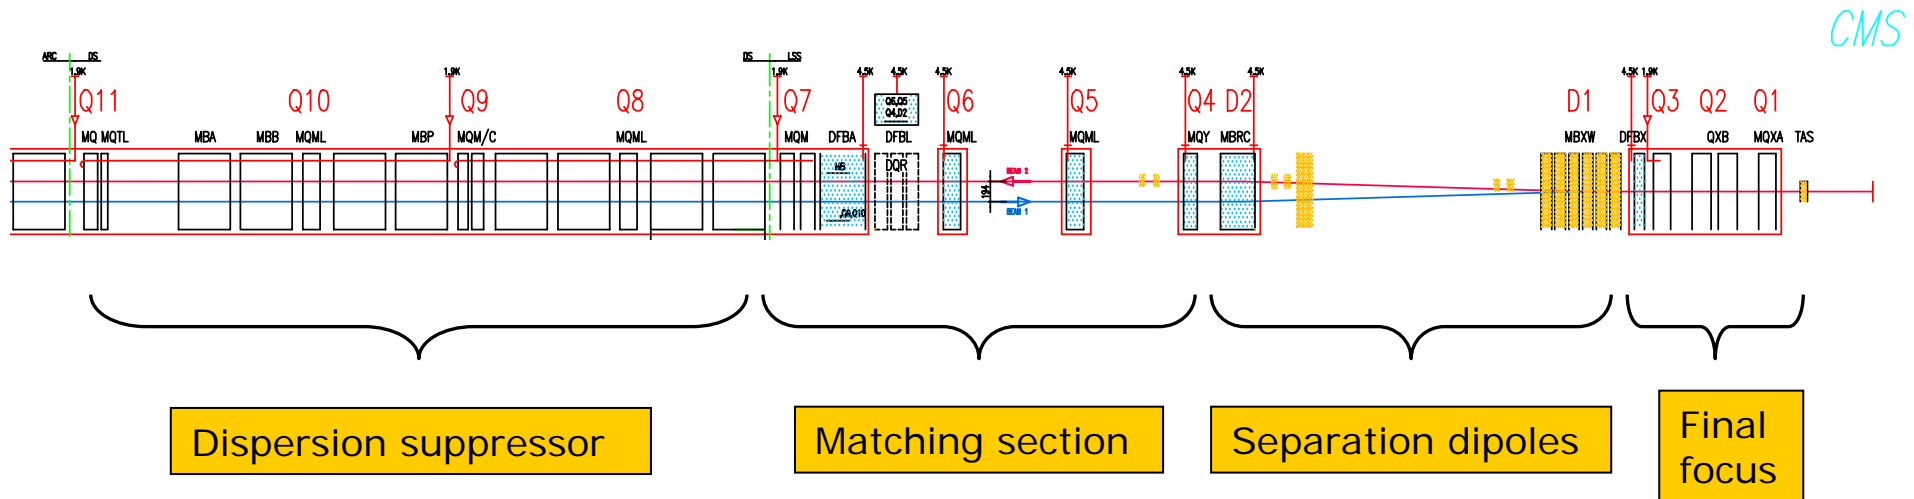 CMS
ARC DS
DS LSS
1.9K 1.9K 1.9K 4.5K 4.5K 4.5K 4.5K 4.5K 4.5K 4.5K 1.9K
Q11 Q10 Q9 Q8 Q7 Q6 Q5 Q4 D2 D1 Q3 Q2 Q1
Q6,Q5
Q4,D2
MQ MQTL MBA MBB MQML MBP MQM/C MQML MQM DFBA DFBL MQML MQML MQY MBRC MBXW DFBX QXB MQXA TAS
DQR
BEAM 2
194
BEAM 1
Dispersion suppressor
Matching section
Separation dipoles
Final
focus